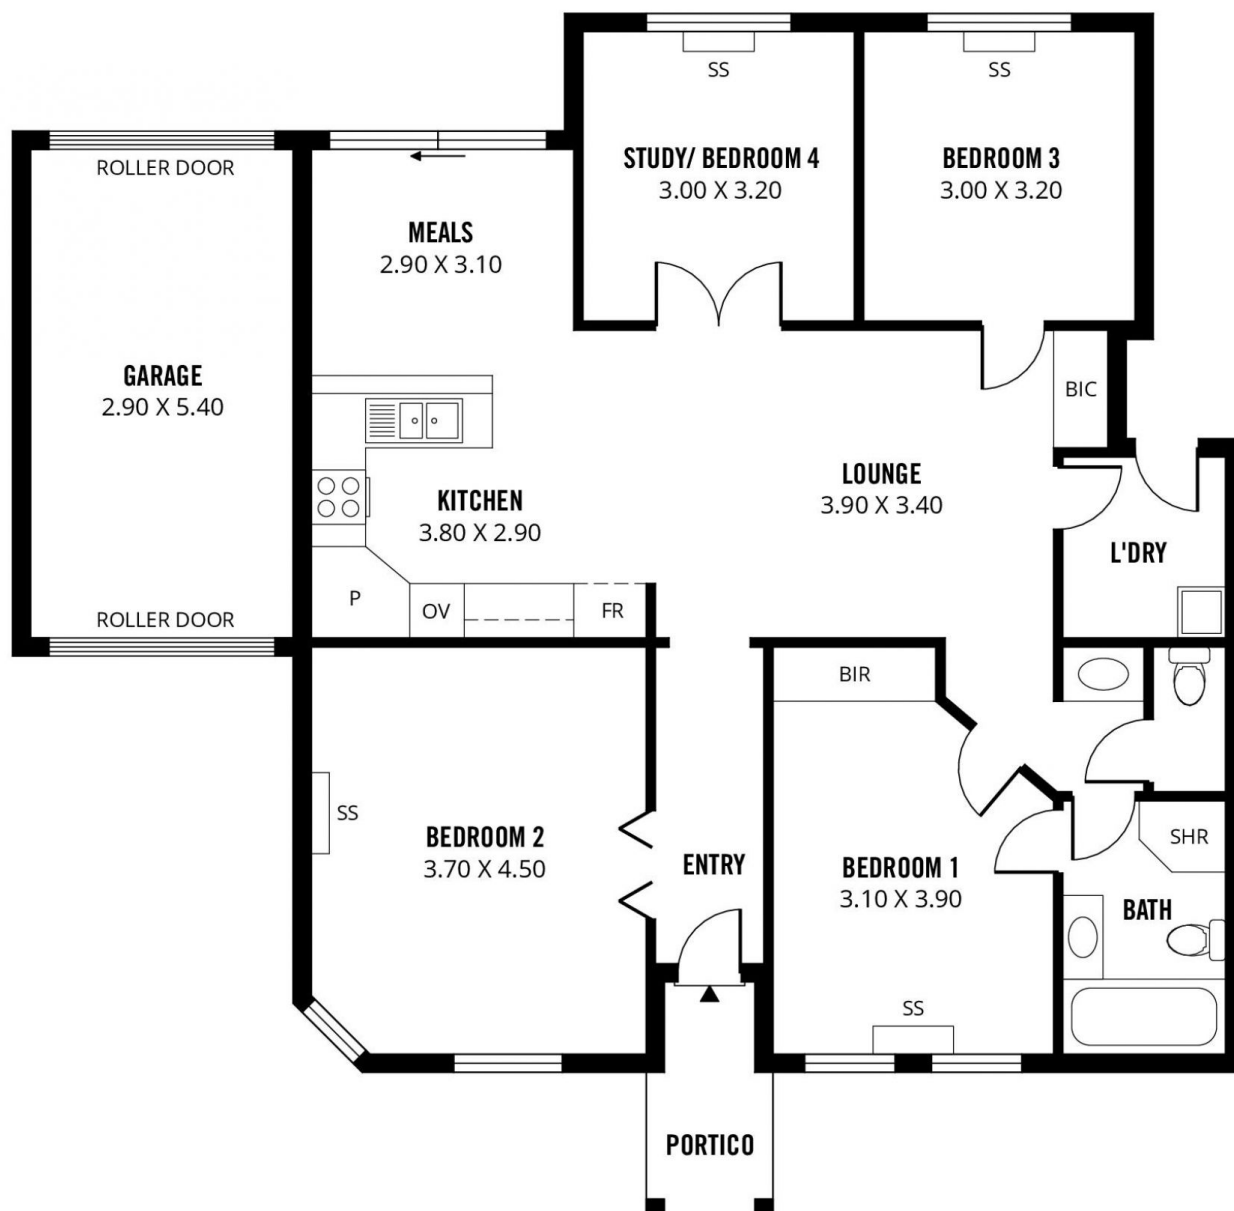 SS
SS
ROLLER DOOR
STUDY/ BEDROOM 4
3.00 X 3.20
BEDROOM 3
3.00 X 3.20
MEALS
2.90 X 3.10
GARAGE
2.90 X 5.40
BIC
LOUNGE
3.90 X 3.40
KITCHEN
3.80 X 2.90
L'DRY
P
OV
FR
ROLLER DOOR
BIR
SS
BEDROOM 2
3.70 X 4.50
ENTRY
BEDROOM 1
3.10 X 3.90
SHR
BATH
SS
PORTICO